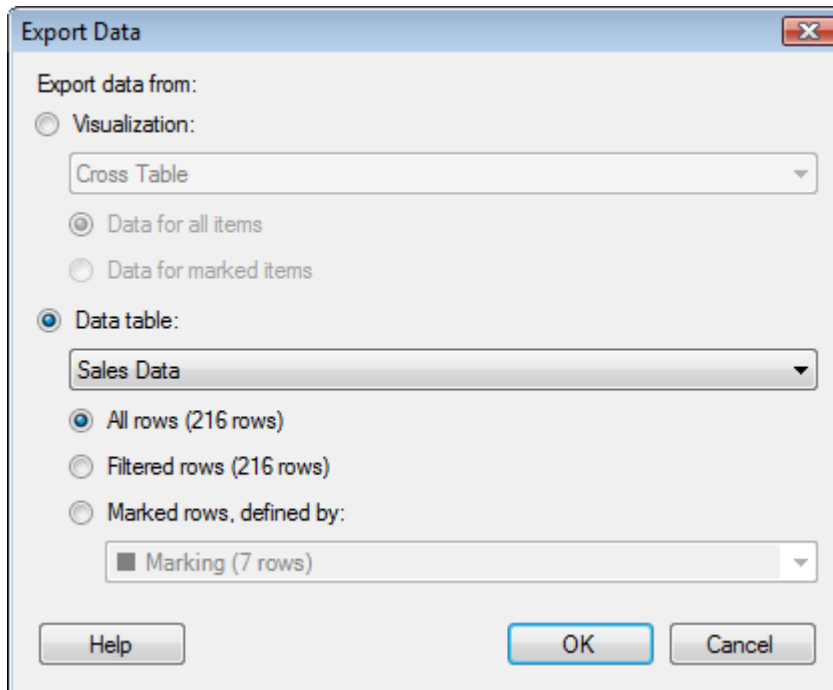 Export Data
Export data from:
Visualization:
Cross Table
Data for all items
Data for marked items
Data table:
Sales Data
All rows (216 rows)
Filtered rows (216 rows)
Marked rows, defined by:
Marking (7 rows)
Help OK Cancel